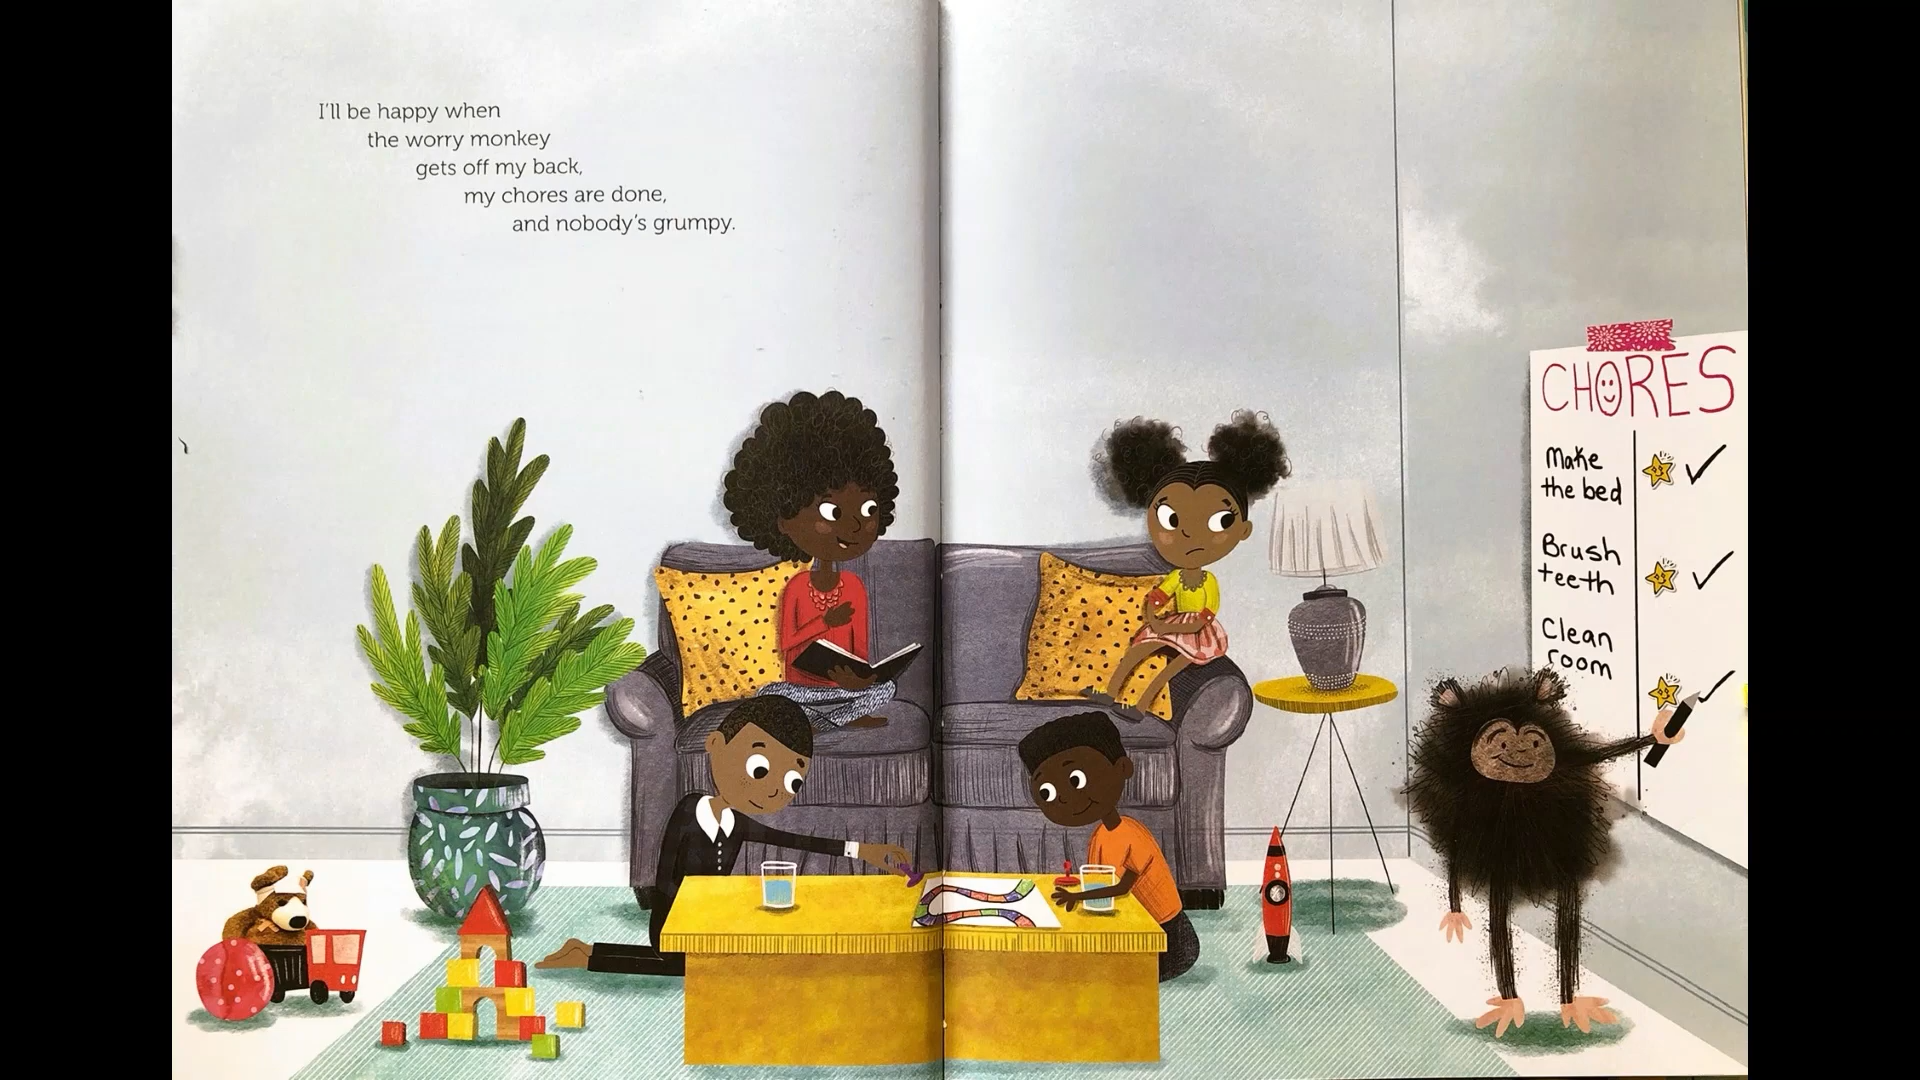 I'll be happy when
the worry monkey
gets off my back,
my chores are done,
and nobody's grumpy.
CHORES
Make
the bed
Brush
teeth
Clean
room